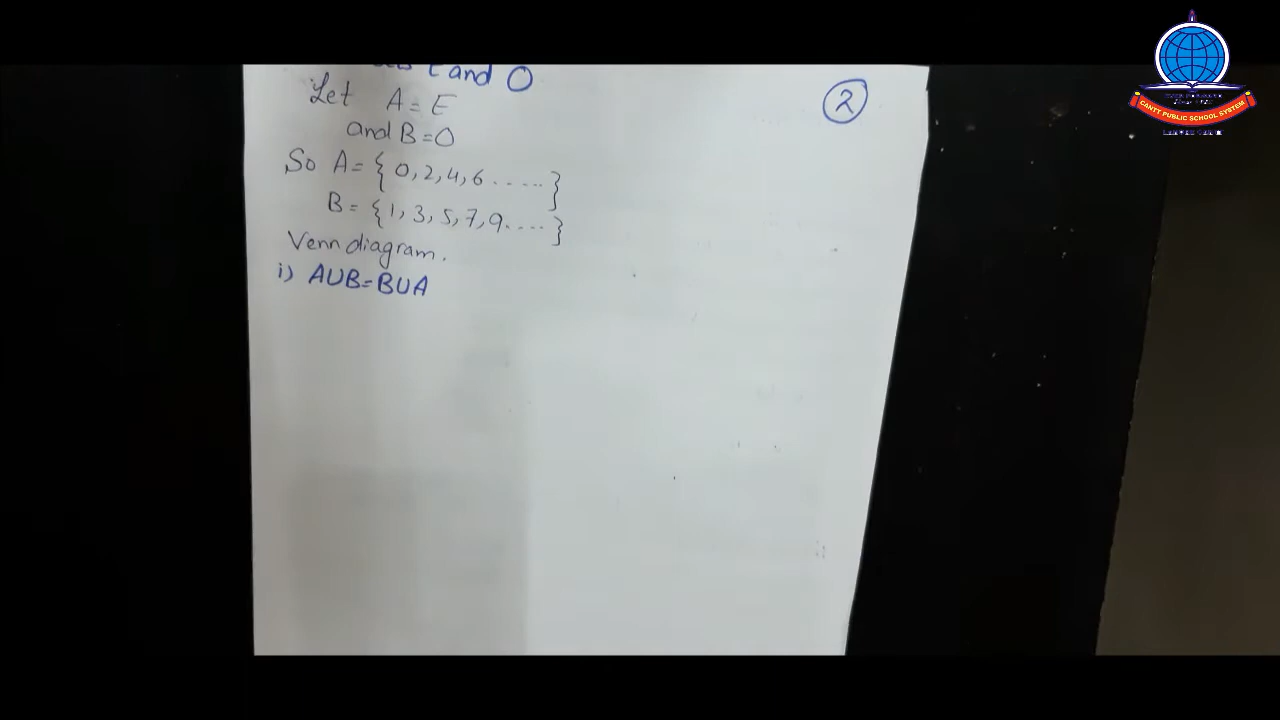 E and O
2
Let A = E
and B = O
So A = { 0, 2, 4, 6 ...... }
B = { 1, 3, 5, 7, 9 ..... }
Venn diagram.
i) AUB = BUA
CANTT PUBLIC SCHOOL SYSTEM